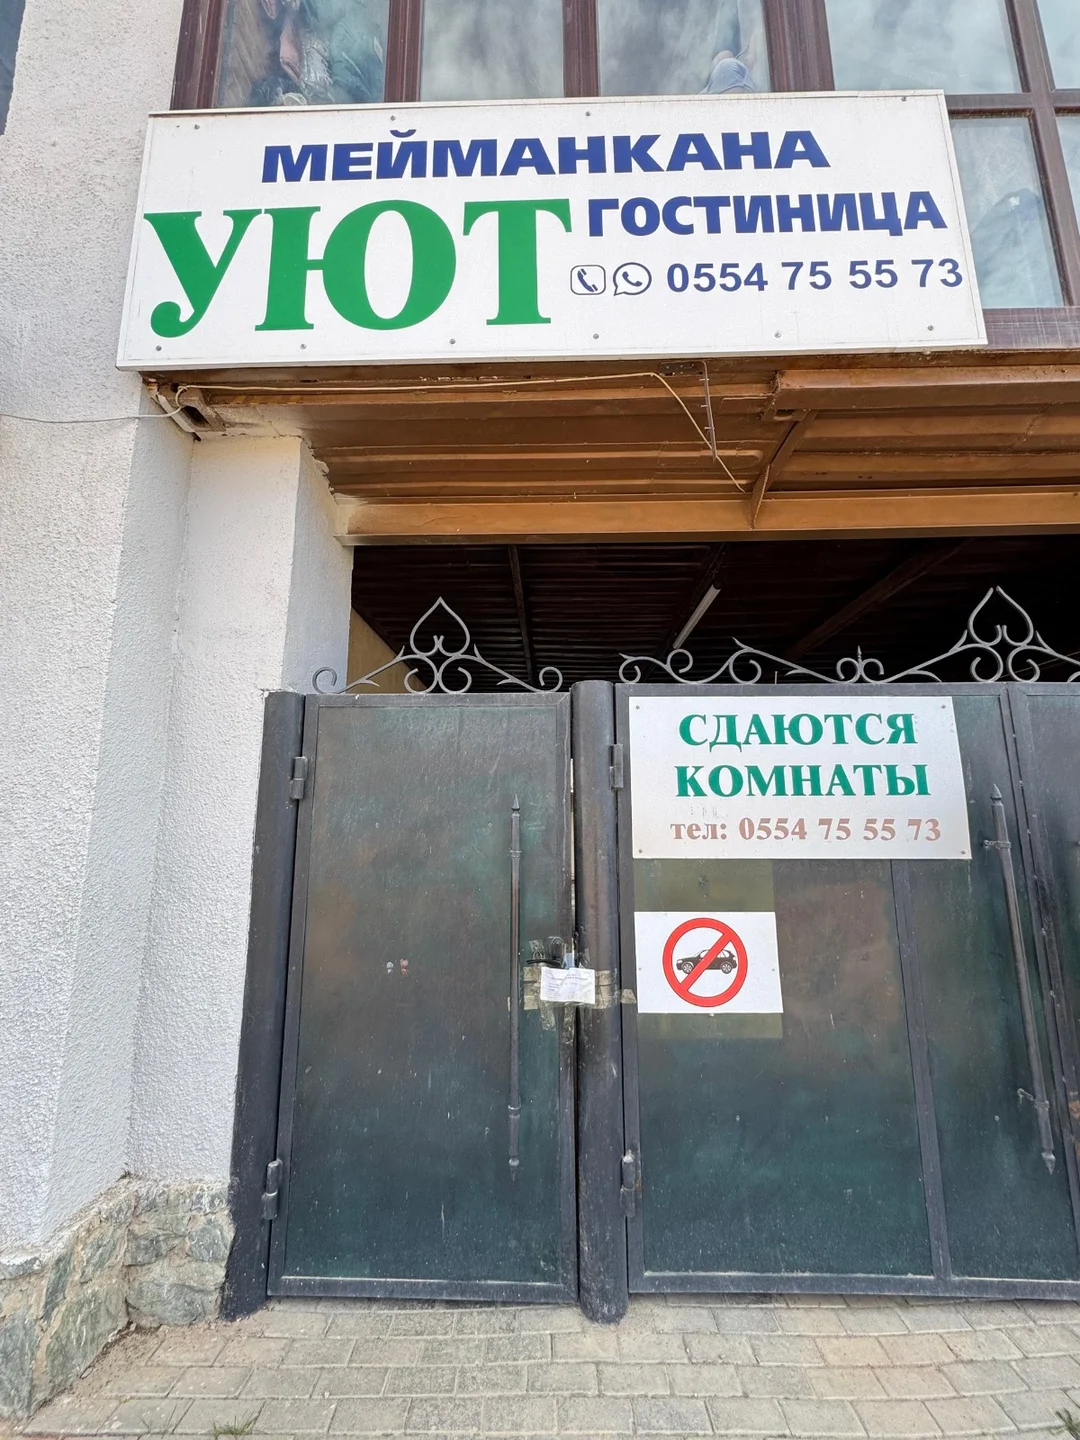 МЕЙМАНКАНА
УЮТ ГОСТИНИЦА
0554 75 55 73
СДАЮТСЯ
КОМНАТЫ
тел: 0554 75 55 73